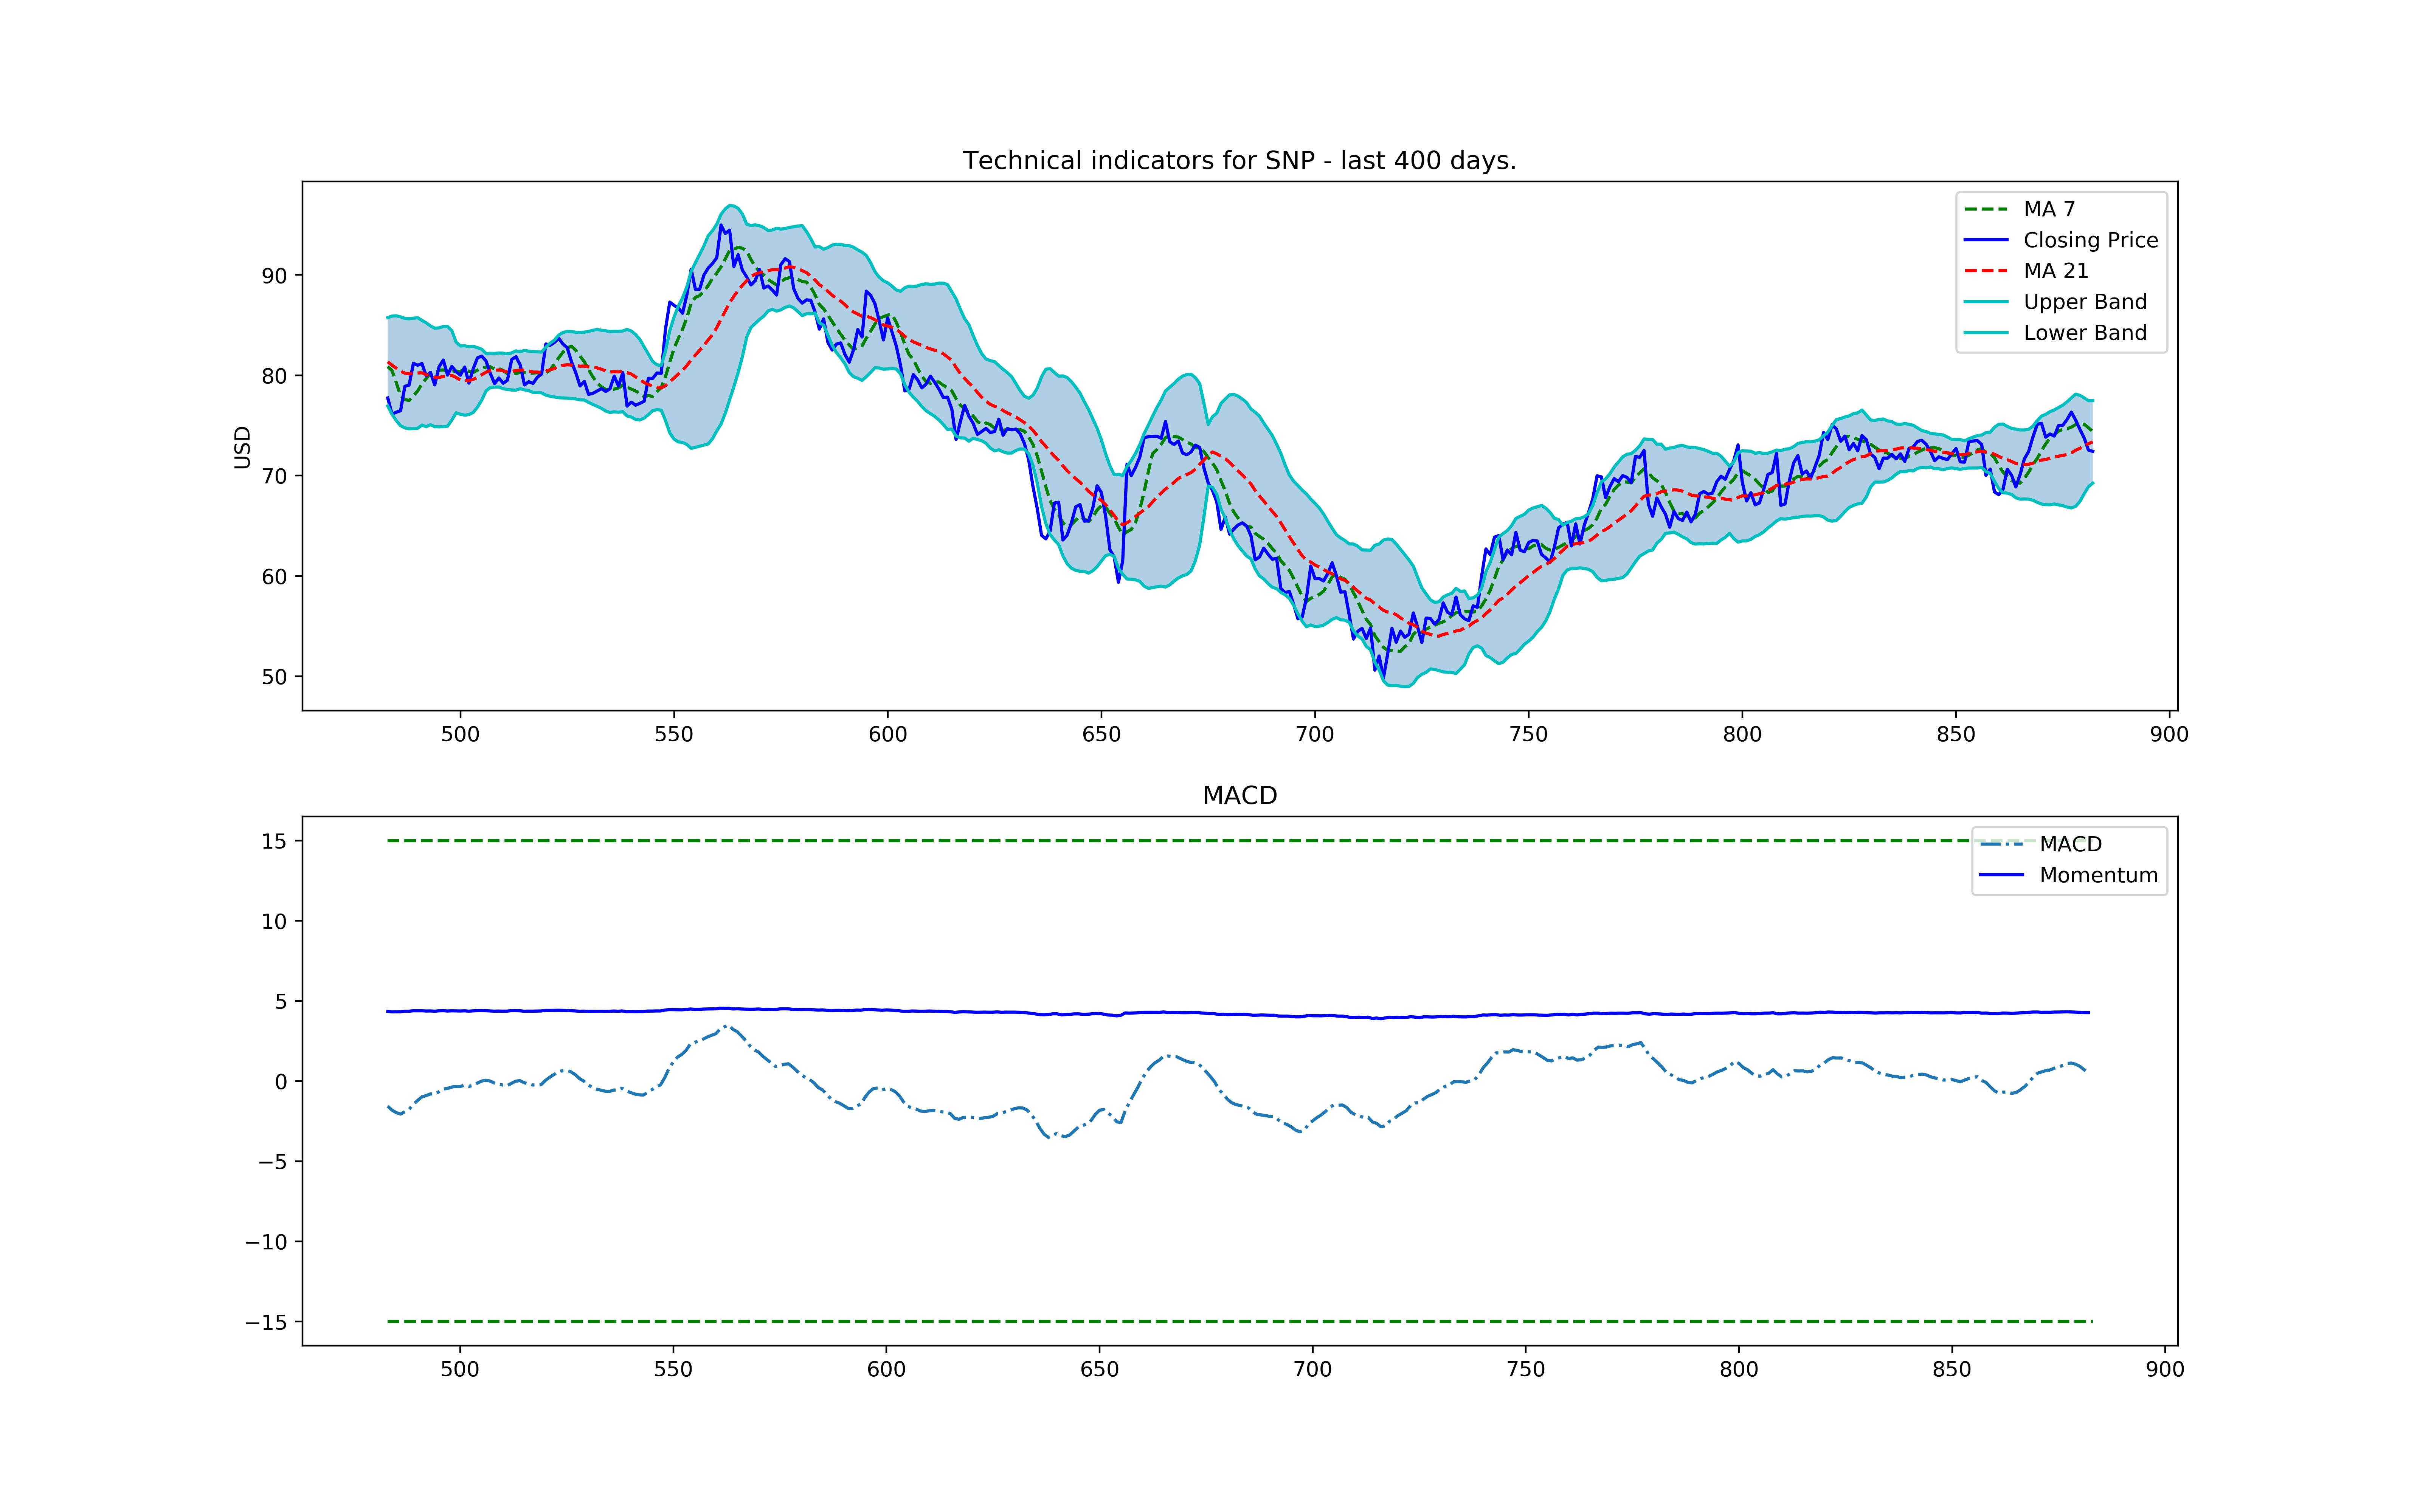 Technical indicators for SNP - last 400 days.
MA 7
Closing Price
MA 21
Upper Band
Lower Band
90
80
70
60
50
USD
500 550 600 650 700 750 800 850 900
MACD
MACD
Momentum
15
10
5
0
−5
−10
−15
500 550 600 650 700 750 800 850 900